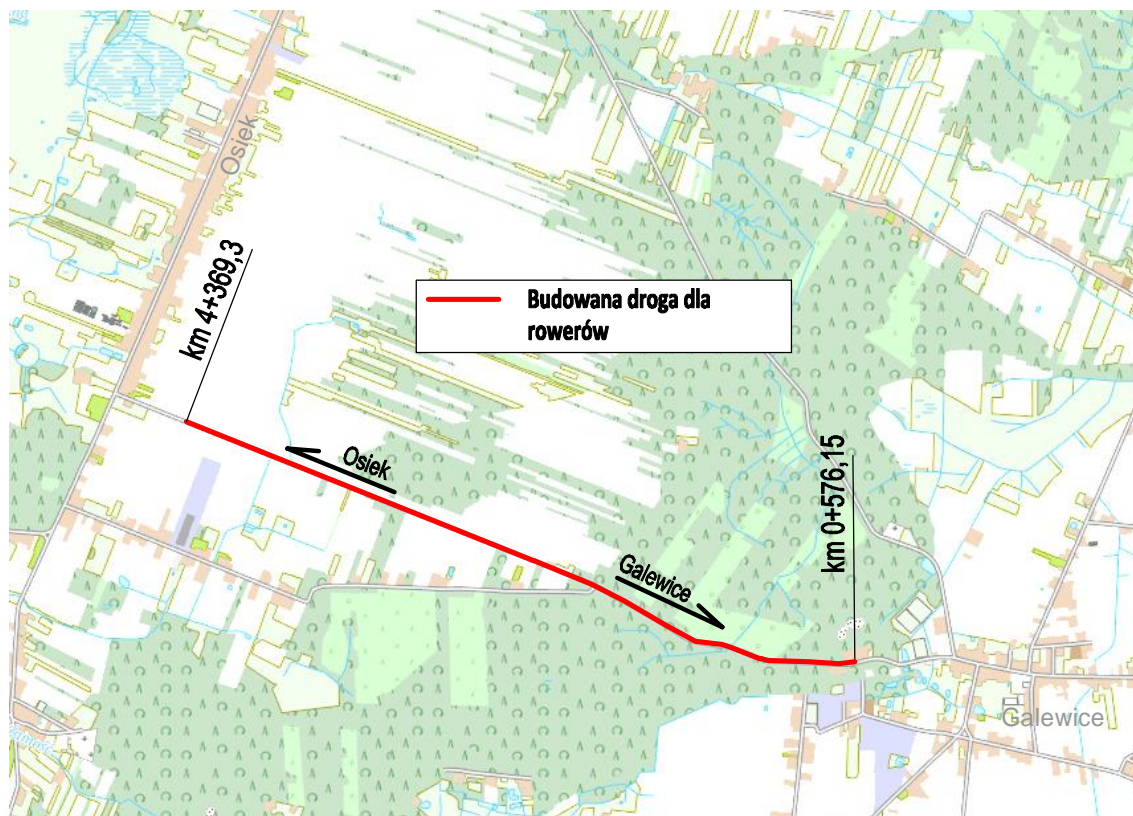 Osiek
km 4+369,3
Budowana droga dla
rowerów
Osiek
Galewice
km 0+576,15
Galewice